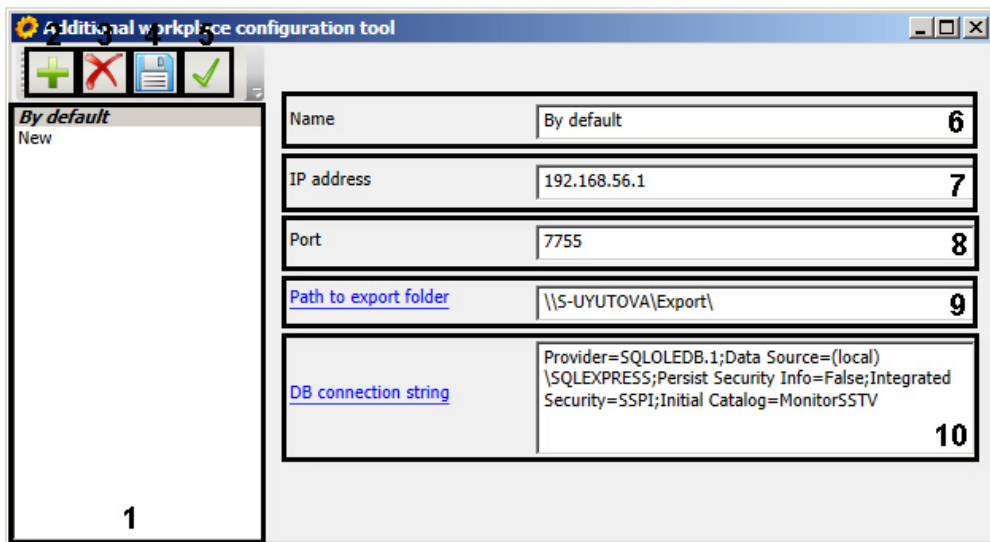 Additional workplace configuration tool
2 3 4 5
By default
New
1
Name
By default
6
IP address
192.168.56.1
7
Port
7755
8
Path to export folder
\\S-UYUTOVA\Export\
9
DB connection string
Provider=SQLOLEDB.1;Data Source=(local)
\SQLEXPRESS;Persist Security Info=False;Integrated
Security=SSPI;Initial Catalog=MonitorSSTV
10